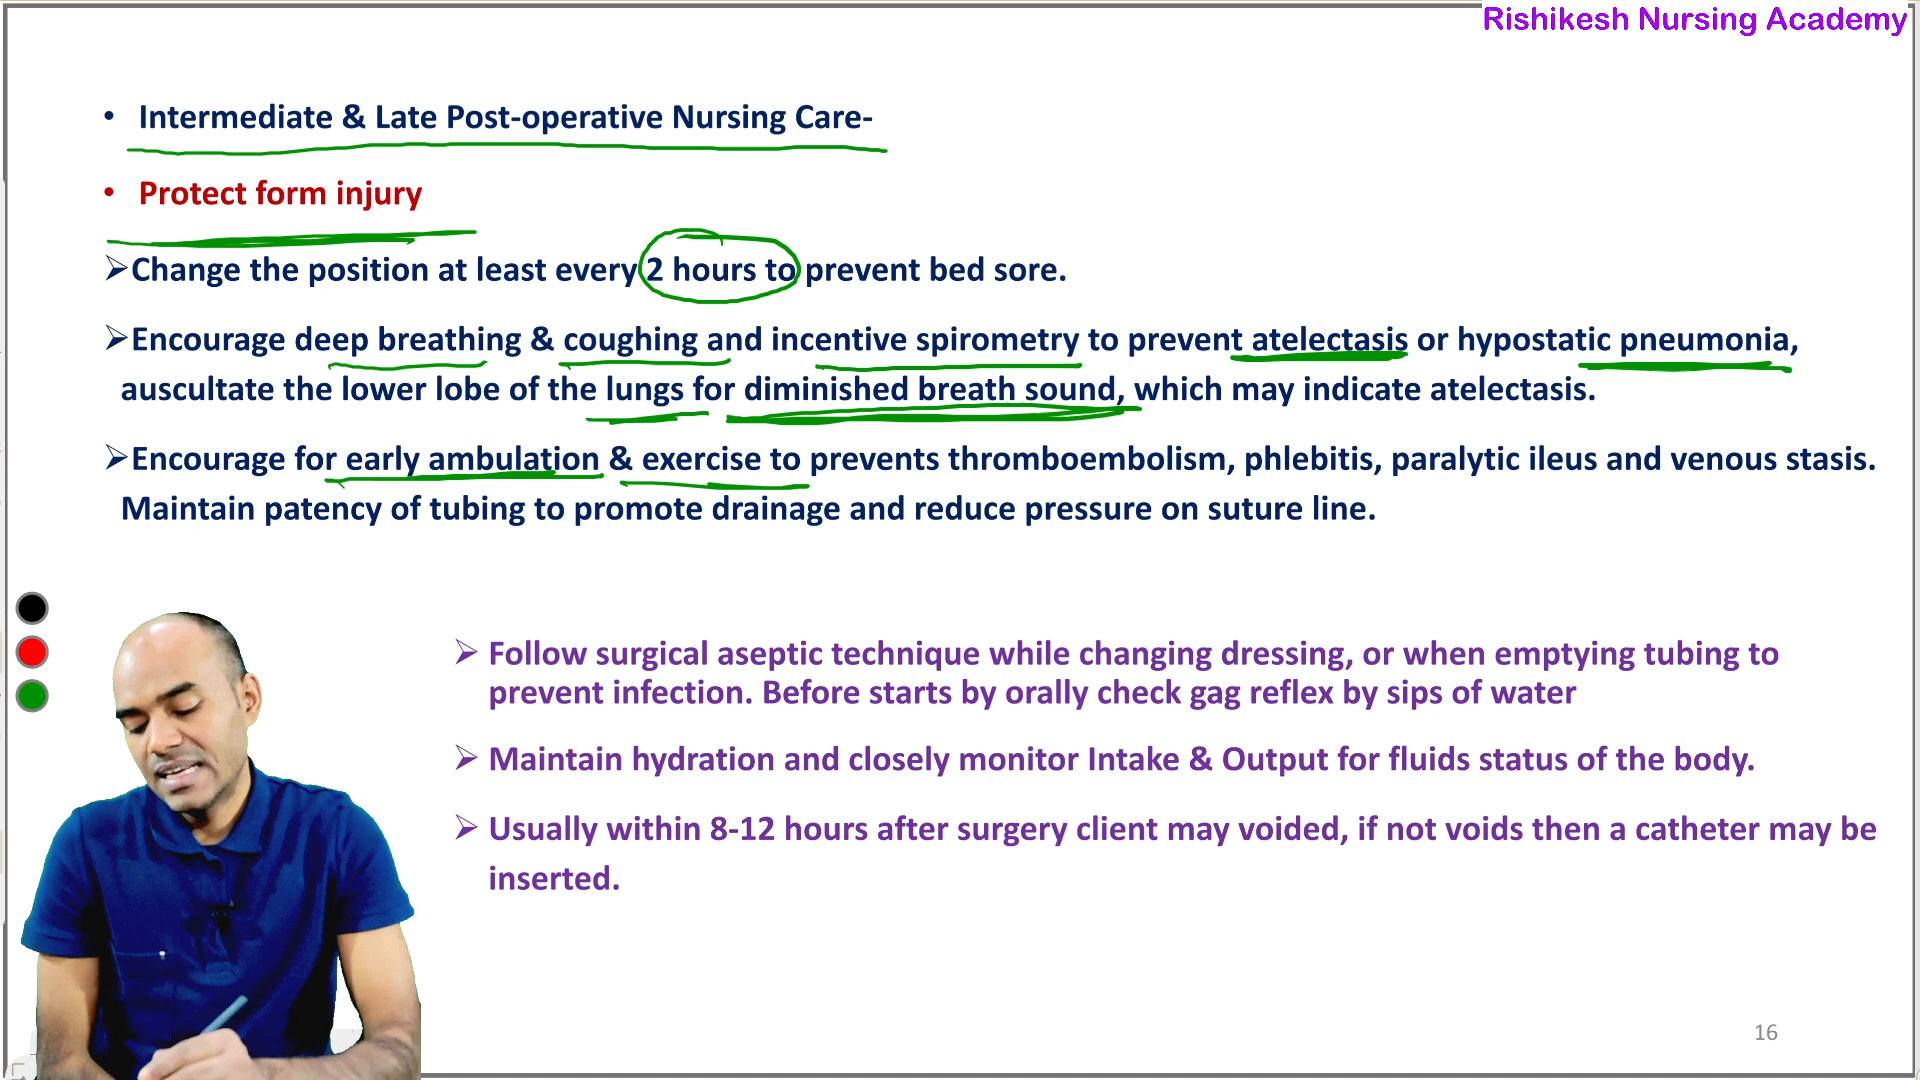 Rishikesh Nursing Academy
• Intermediate & Late Post-operative Nursing Care-
• Protect form injury
➢Change the position at least every 2 hours to prevent bed sore.
➢Encourage deep breathing & coughing and incentive spirometry to prevent atelectasis or hypostatic pneumonia,
auscultate the lower lobe of the lungs for diminished breath sound, which may indicate atelectasis.
➢Encourage for early ambulation & exercise to prevents thromboembolism, phlebitis, paralytic ileus and venous stasis.
Maintain patency of tubing to promote drainage and reduce pressure on suture line.
➢ Follow surgical aseptic technique while changing dressing, or when emptying tubing to
prevent infection. Before starts by orally check gag reflex by sips of water
➢ Maintain hydration and closely monitor Intake & Output for fluids status of the body.
➢ Usually within 8-12 hours after surgery client may voided, if not voids then a catheter may be
inserted.
16